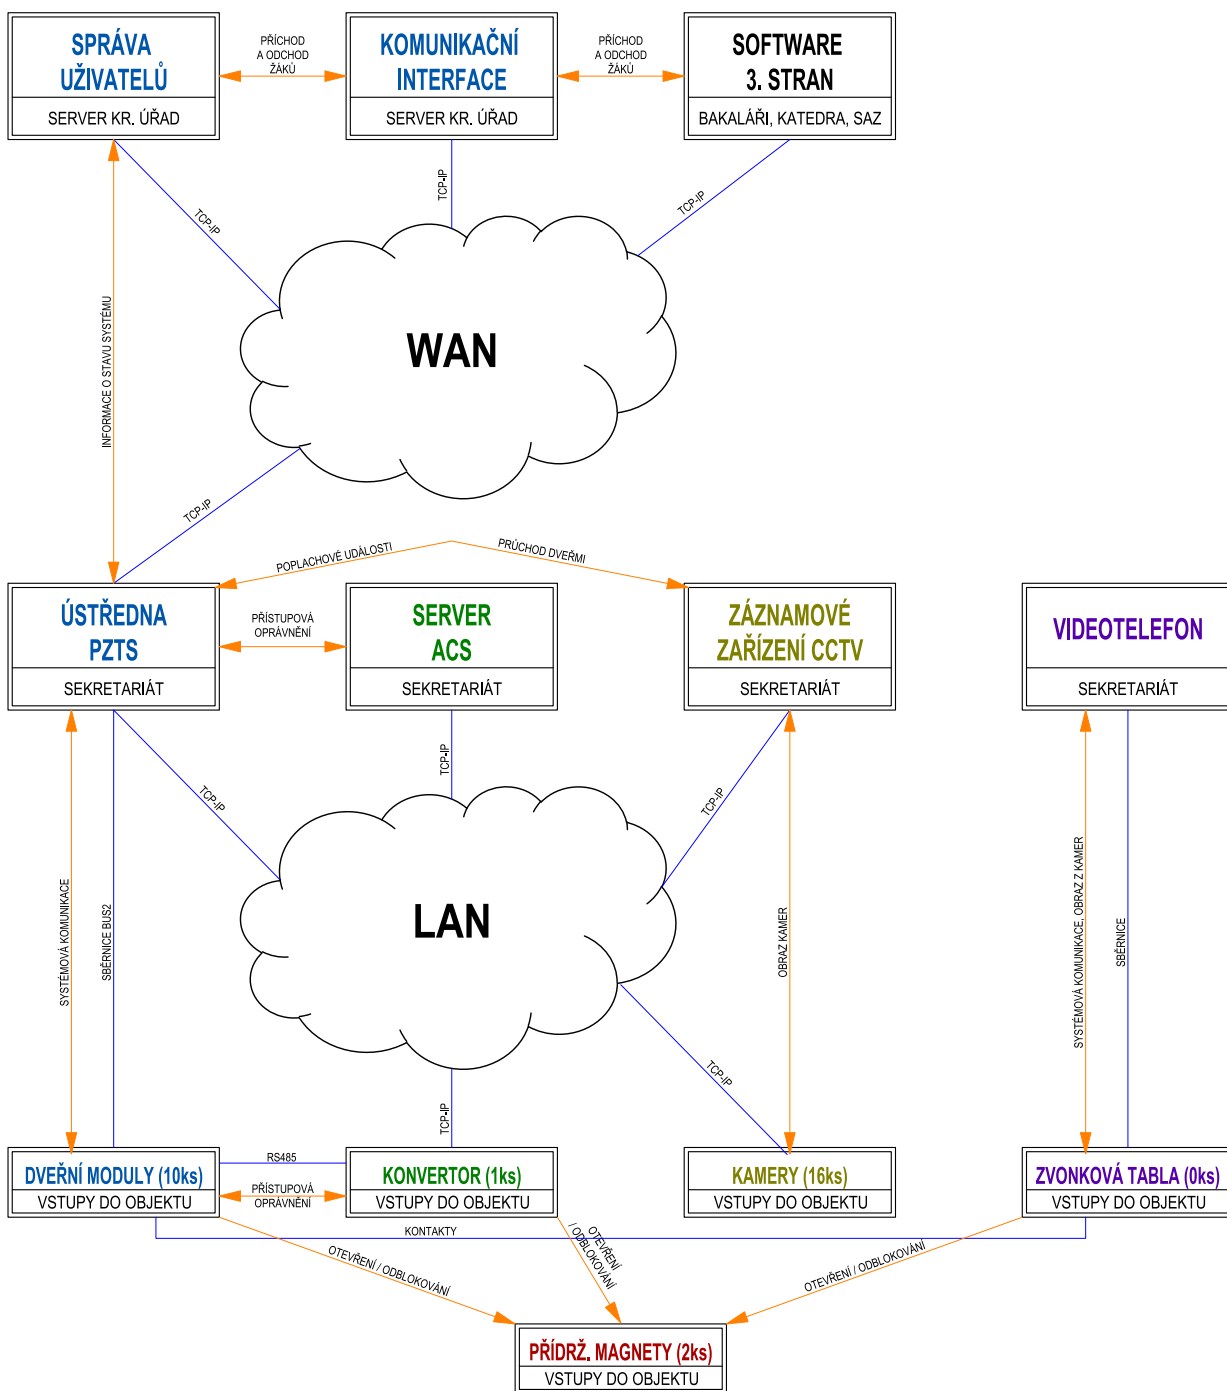 SPRÁVA
UŽIVATELŮ
SERVER KR. ÚŘAD
PŘÍCHOD
A ODCHOD
ŽÁKŮ
KOMUNIKAČNÍ
INTERFACE
SERVER KR. ÚŘAD
PŘÍCHOD
A ODCHOD
ŽÁKŮ
SOFTWARE
3. STRAN
BAKALÁŘI, KATEDRA, SAZ
TCP-IP
TCP-IP
TCP-IP
WAN
INFORMACE O STAVU SYSTÉMU
TCP-IP
POPLACHOVÉ UDÁLOSTI
PRŮCHOD DVEŘMI
ÚSTŘEDNA
PZTS
SEKRETARIÁT
PŘÍSTUPOVÁ
OPRÁVNĚNÍ
SERVER
ACS
SEKRETARIÁT
ZÁZNAMOVÉ
ZAŘÍZENÍ CCTV
SEKRETARIÁT
VIDEOTELEFON
SEKRETARIÁT
TCP-IP
TCP-IP
TCP-IP
LAN
SYSTÉMOVÁ KOMUNIKACE
SBĚRNICE BUS2
OBRAZ KAMER
SYSTÉMOVÁ KOMUNIKACE, OBRAZ Z KAMER
SBĚRNICE
TCP-IP
TCP-IP
DVEŘNÍ MODULY (10ks)
VSTUPY DO OBJEKTU
RS485
PŘÍSTUPOVÁ
OPRÁVNĚNÍ
KONVERTOR (1ks)
VSTUPY DO OBJEKTU
KAMERY (16ks)
VSTUPY DO OBJEKTU
ZVONKOVÁ TABLA (0ks)
VSTUPY DO OBJEKTU
KONTAKTY
OTEVŘENÍ / ODBLOKOVÁNÍ
OTEVŘENÍ
/ ODBLOKOVÁNÍ
OTEVŘENÍ / ODBLOKOVÁNÍ
PŘÍDRŽ. MAGNETY (2ks)
VSTUPY DO OBJEKTU